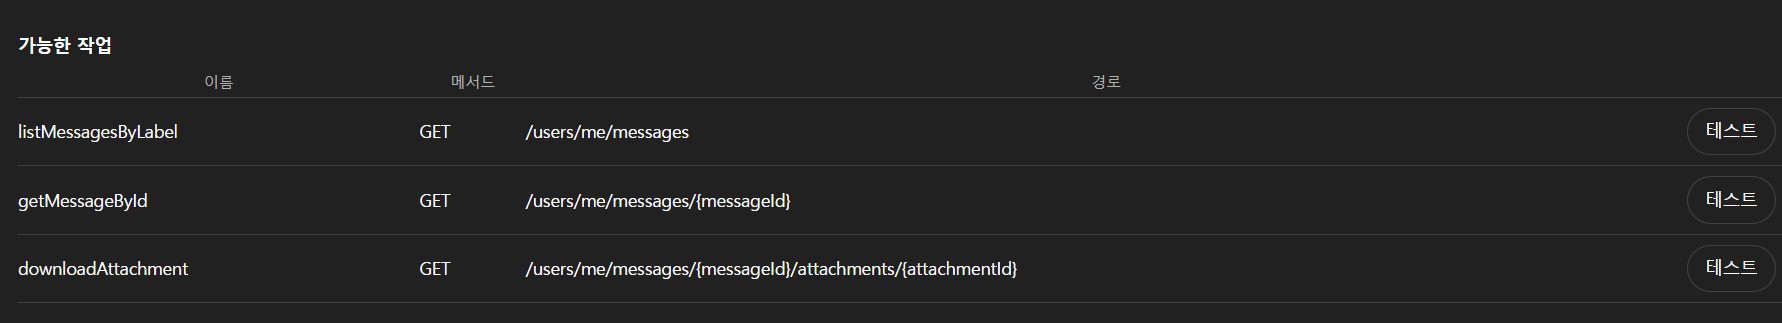 가능한 작업
이름 메서드 경로
listMessagesByLabel GET /users/me/messages 테스트
getMessageById GET /users/me/messages/{messageId} 테스트
downloadAttachment GET /users/me/messages/{messageId}/attachments/{attachmentId} 테스트